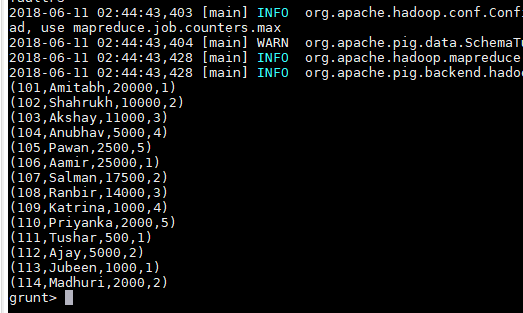 2018-06-11 02:44:43,403 [main] INFO  org.apache.hadoop.conf.Conf
ad, use mapreduce.job.counters.max
2018-06-11 02:44:43,404 [main] WARN  org.apache.pig.data.SchemaTu
2018-06-11 02:44:43,428 [main] INFO  org.apache.hadoop.mapreduce
2018-06-11 02:44:43,428 [main] INFO  org.apache.pig.backend.hadoo
(101,Amitabh,20000,1)
(102,Shahrukh,10000,2)
(103,Akshay,11000,3)
(104,Anubhav,5000,4)
(105,Pawan,2500,5)
(106,Aamir,25000,1)
(107,Salman,17500,2)
(108,Ranbir,14000,3)
(109,Katrina,1000,4)
(110,Priyanka,2000,5)
(111,Tushar,500,1)
(112,Ajay,5000,2)
(113,Jubeen,1000,1)
(114,Madhuri,2000,2)
grunt>